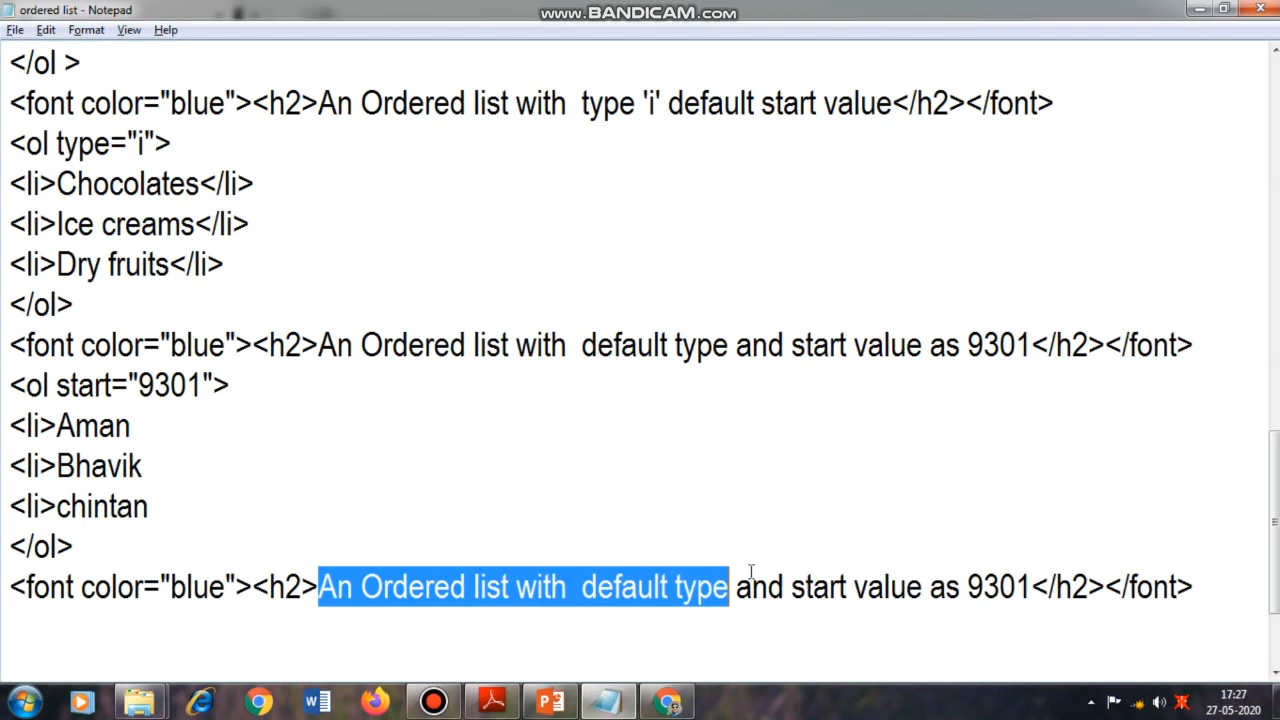 ordered list - Notepad
www.BANDICAM.com
File Edit Format View Help
</ol >
<font color="blue"><h2>An Ordered list with  type 'i' default start value</h2></font>
<ol type="i">
<li>Chocolates</li>
<li>Ice creams</li>
<li>Dry fruits</li>
</ol>
<font color="blue"><h2>An Ordered list with  default type and start value as 9301</h2></font>
<ol start="9301">
<li>Aman
<li>Bhavik
<li>chintan
</ol>
<font color="blue"><h2>An Ordered list with  default type and start value as 9301</h2></font>
17:27
27-05-2020